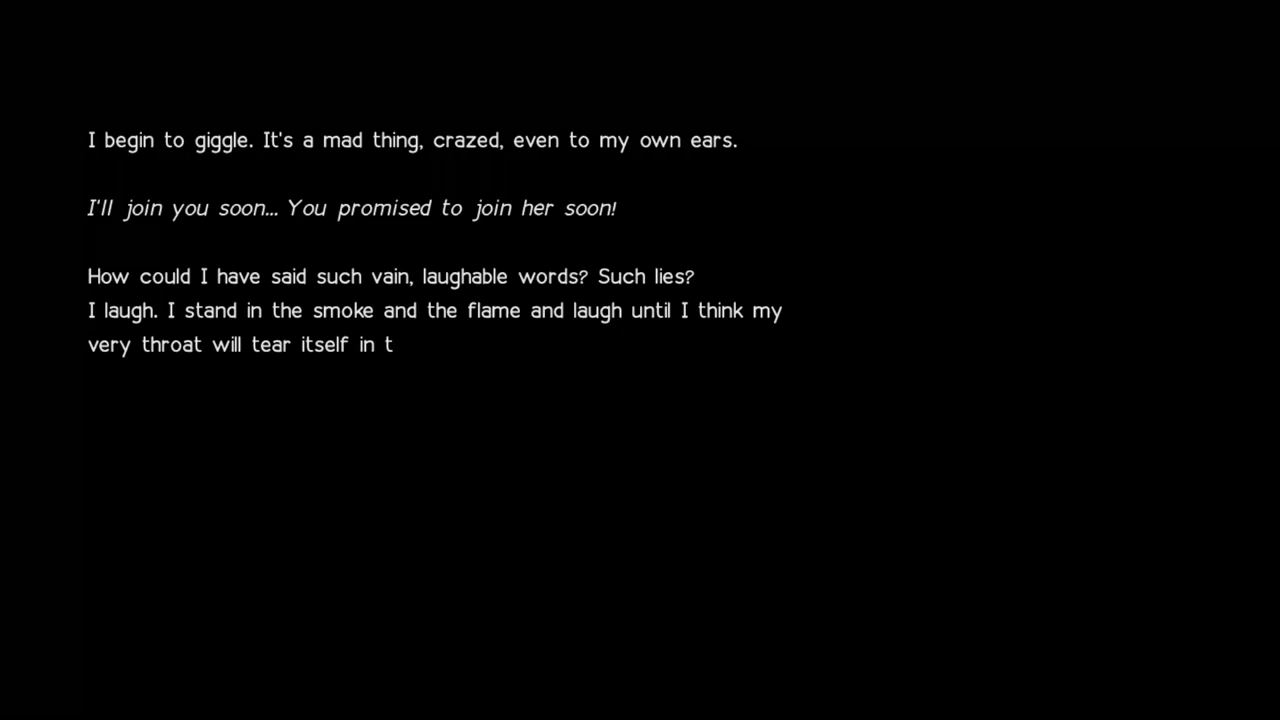 I begin to giggle. It's a mad thing, crazed, even to my own ears.
I'll join you soon... You promised to join her soon!
How could I have said such vain, laughable words? Such lies?
I laugh. I stand in the smoke and the flame and laugh until I think my
very throat will tear itself in t